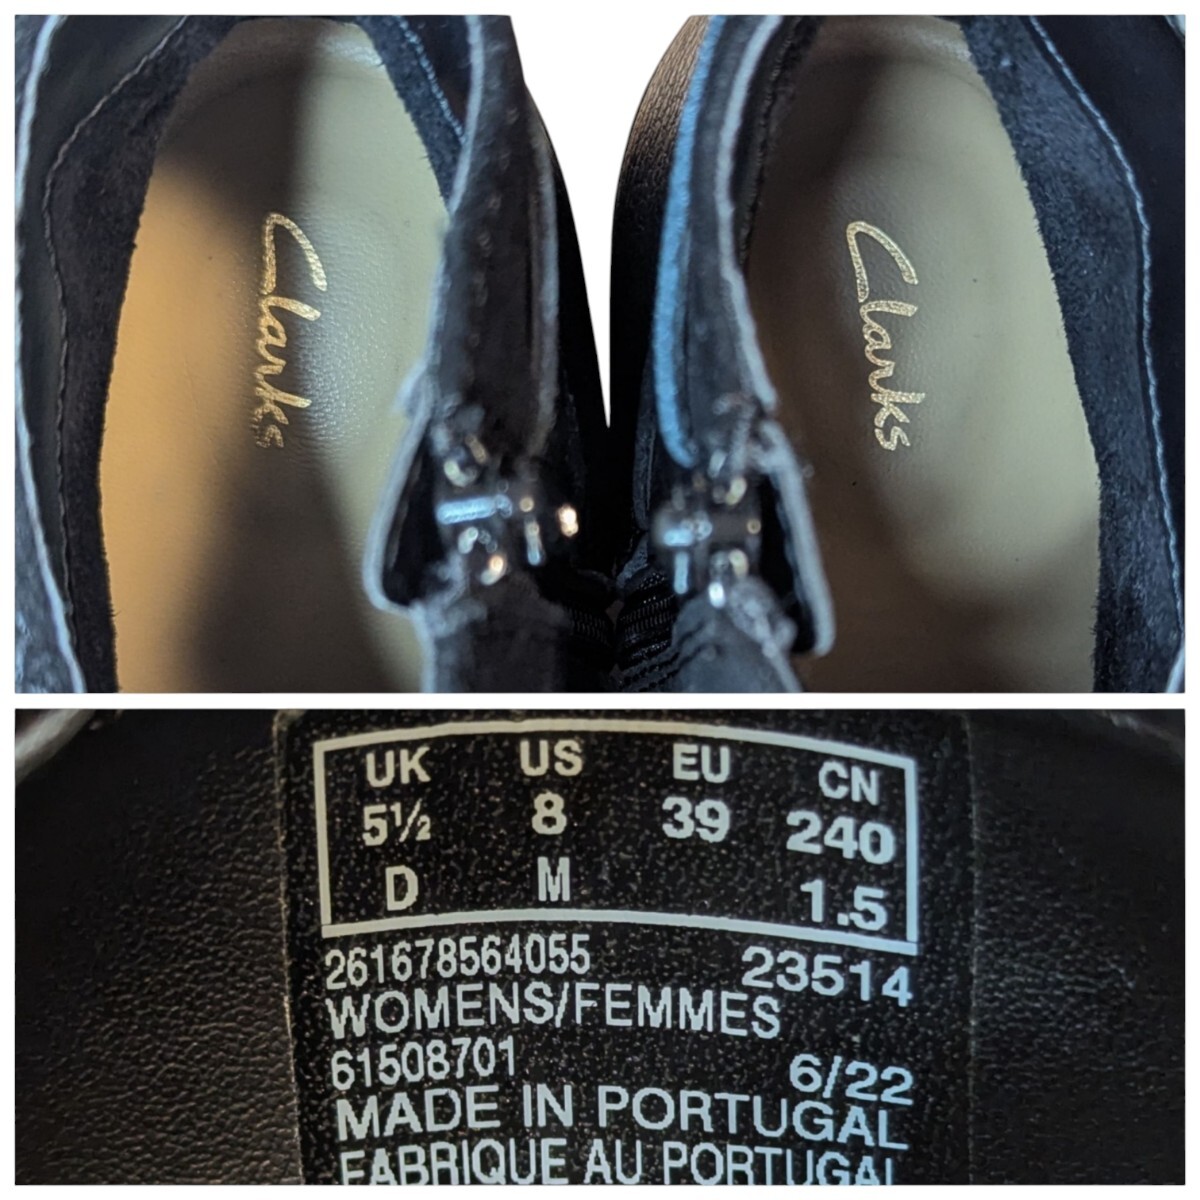 Clarks
Clarks
UK US EU CN
5½ 8 39 240
D M 1.5
261678564055 23514
WOMENS/FEMMES
61508701 6/22
MADE IN PORTUGAL
FABRIQUE AU PORTUGAL